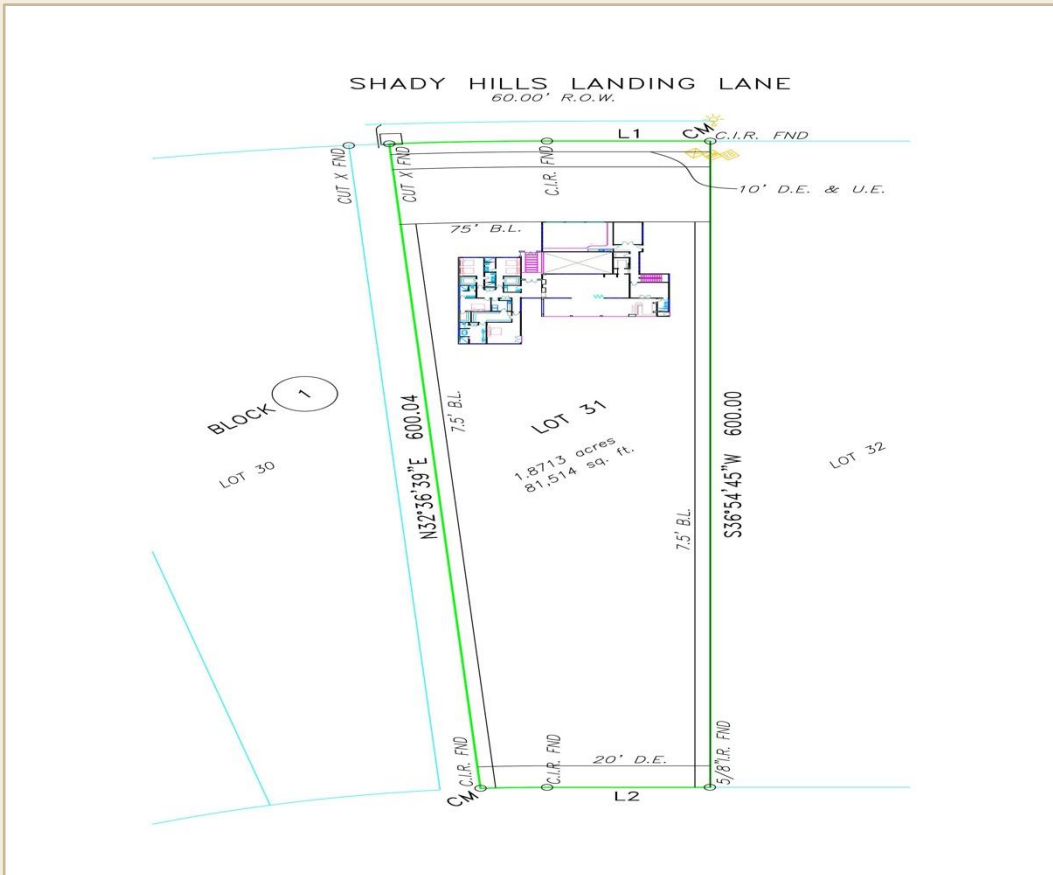 SHADY HILLS LANDING LANE
60.00' R.O.W.
L1
CM
C.I.R. FND
CUT X FND
CUT X FND
C.I.R. FND
10' D.E. & U.E.
75' B.L.
BLOCK 1
LOT 30
N32°36'39"E 600.04
7.5' B.L.
LOT 31
1.8713 acres
81,514 sq. ft.
7.5' B.L.
S36°54'45"W 600.00
LOT 32
C.I.R. FND
CM
C.I.R. FND
20' D.E.
L2
5/8"I.R. FND